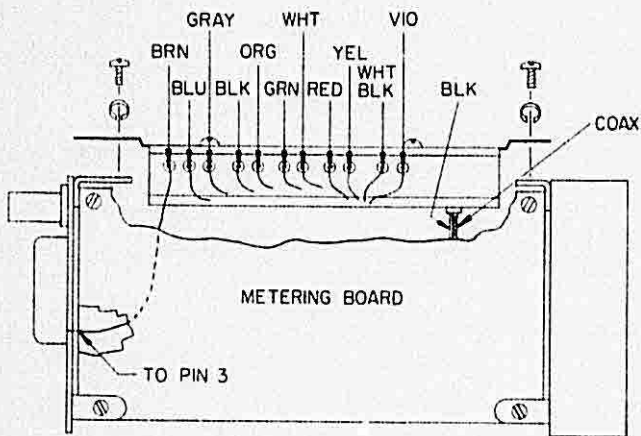 GRAY WHT VIO
BRN ORG YEL
BLU BLK GRN RED WHT BLK BLK
COAX
METERING BOARD
TO PIN 3